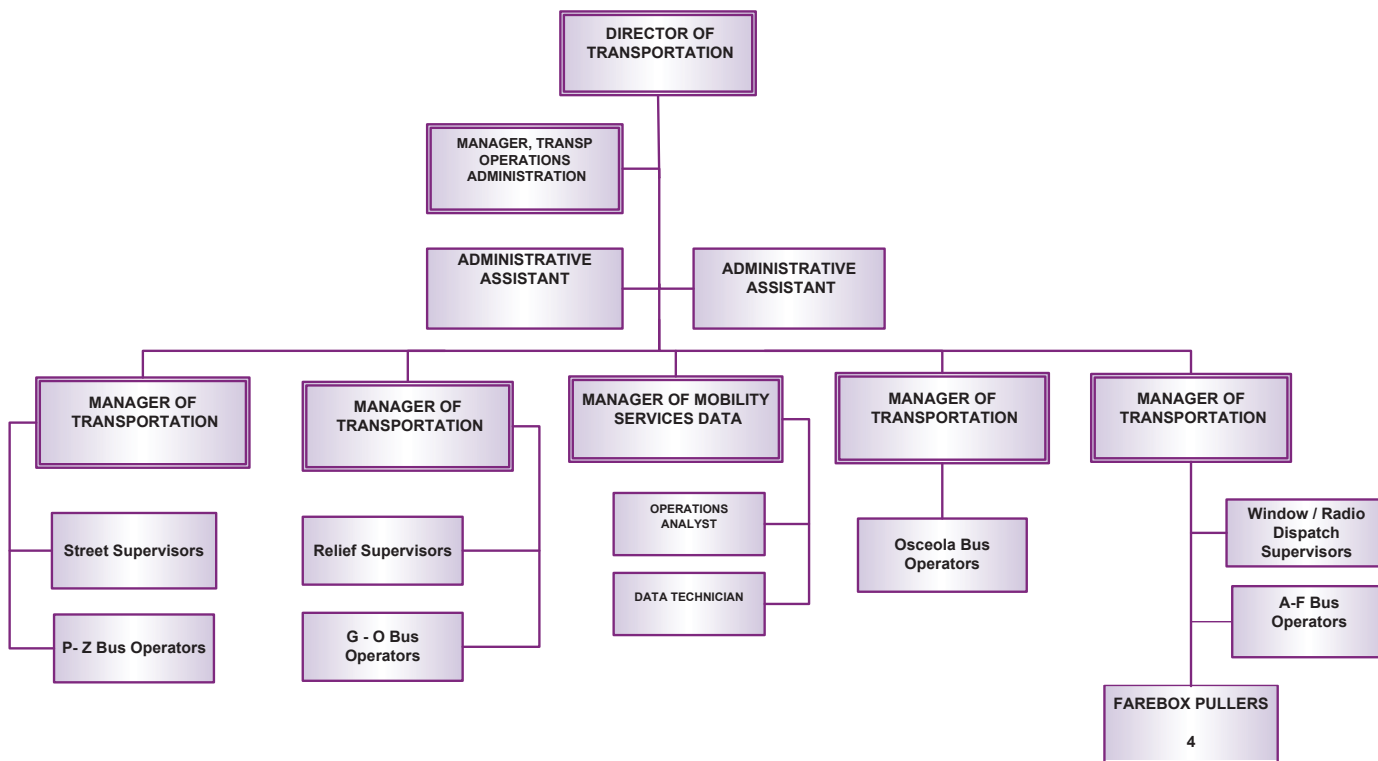 DIRECTOR OF
TRANSPORTATION
MANAGER, TRANSP
OPERATIONS
ADMINISTRATION
ADMINISTRATIVE
ASSISTANT
ADMINISTRATIVE
ASSISTANT
MANAGER OF
TRANSPORTATION
MANAGER OF
TRANSPORTATION
MANAGER OF MOBILITY
SERVICES DATA
MANAGER OF
TRANSPORTATION
MANAGER OF
TRANSPORTATION
Street Supervisors
Relief Supervisors
OPERATIONS
ANALYST
Osceola Bus
Operators
Window / Radio
Dispatch
Supervisors
P- Z Bus Operators
G - O Bus
Operators
DATA TECHNICIAN
A-F Bus
Operators
FAREBOX PULLERS
4